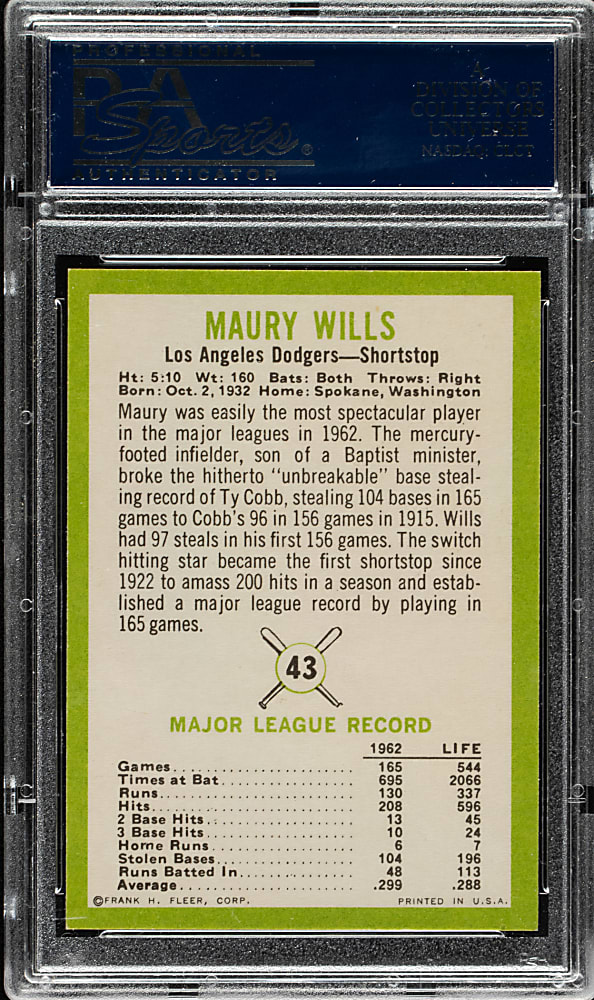 PROFESSIONAL
PSA
Sports®
AUTHENTICATOR
A
DIVISION OF
COLLECTORS
UNIVERSE
NASDAQ: CLCT
MAURY WILLS
Los Angeles Dodgers—Shortstop
Ht: 5:10 Wt: 160 Bats: Both Throws: Right
Born: Oct. 2, 1932 Home: Spokane, Washington
Maury was easily the most spectacular player
in the major leagues in 1962. The mercury-
footed infielder, son of a Baptist minister,
broke the hitherto "unbreakable" base steal-
ing record of Ty Cobb, stealing 104 bases in 165
games to Cobb's 96 in 156 games in 1915. Wills
had 97 steals in his first 156 games. The switch
hitting star became the first shortstop since
1922 to amass 200 hits in a season and estab-
lished a major league record by playing in
165 games.
43
MAJOR LEAGUE RECORD
1962 LIFE
Games 165 544
Times at Bat 695 2066
Runs 130 337
Hits 208 596
2 Base Hits 13 45
3 Base Hits 10 24
Home Runs 6 7
Stolen Bases 104 196
Runs Batted In 48 113
Average .299 .288
©FRANK H. FLEER, CORP. PRINTED IN U.S.A.